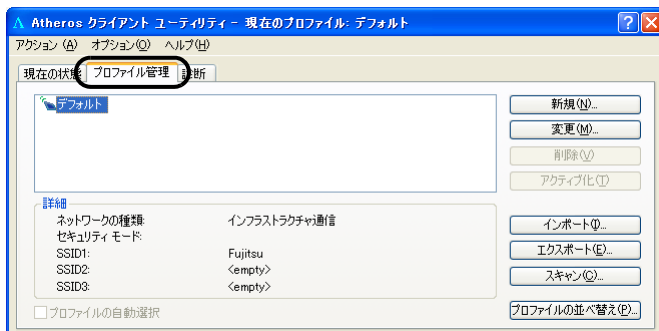 Atheros クライアント ユーティリティ - 現在のプロファイル: デフォルト
アクション (A) オプション(O) ヘルプ(H)
現在の状態 プロファイル管理 診断
デフォルト
新規(N)...
変更(M)...
削除(V)
アクティブ化(T)
詳細
ネットワークの種類: インフラストラクチャ通信
セキュリティ モード:
SSID1: Fujitsu
SSID2: <empty>
SSID3: <empty>
インポート(I)...
エクスポート(E)...
スキャン(C)...
プロファイルの自動選択
プロファイルの並べ替え(P)...